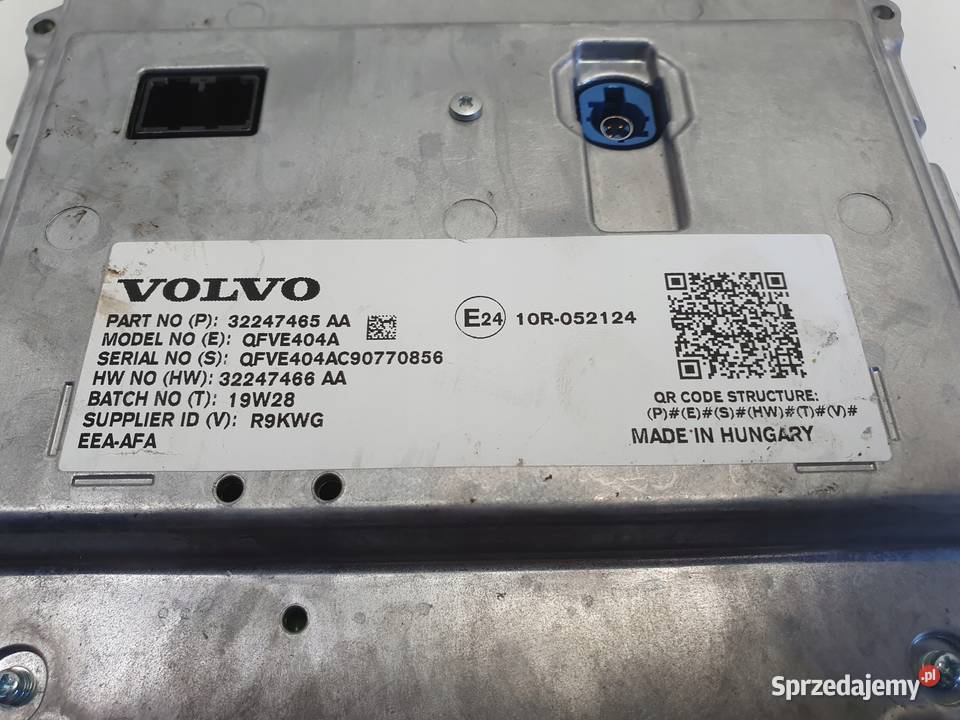 VOLVO
PART NO (P): 32247465 AA
MODEL NO (E): QFVE404A
SERIAL NO (S): QFVE404AC90770856
HW NO (HW): 32247466 AA
BATCH NO (T): 19W28
SUPPLIER ID (V): R9KWG
EEA-AFA
E24 10R-052124
QR CODE STRUCTURE:
(P)#(E)#(S)#(HW)#(T)#(V)#
MADE IN HUNGARY
Sprzedajemy.pl